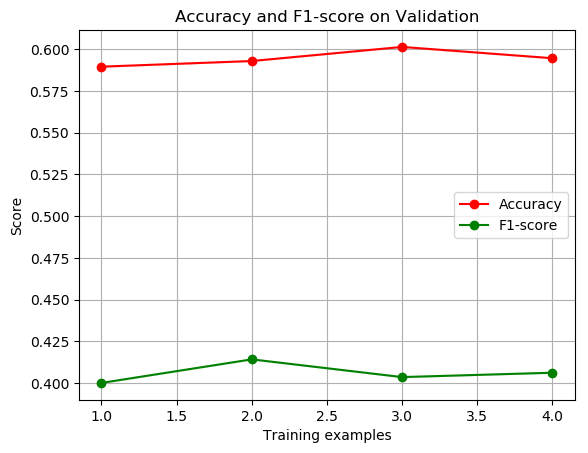 Accuracy and F1-score on Validation
0.600
0.575
0.550
0.525
0.500
0.475
0.450
0.425
0.400
Score
Accuracy
F1-score
1.0 1.5 2.0 2.5 3.0 3.5 4.0
Training examples